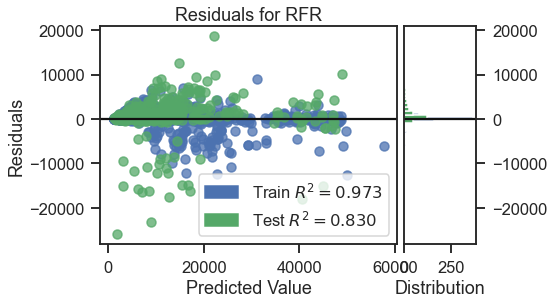 Residuals for RFR
20000
10000
0
−10000
−20000
Residuals
Train R² = 0.973
Test R² = 0.830
0
20000
40000
60000
Predicted Value
0
250
Distribution
20000
10000
0
−10000
−20000